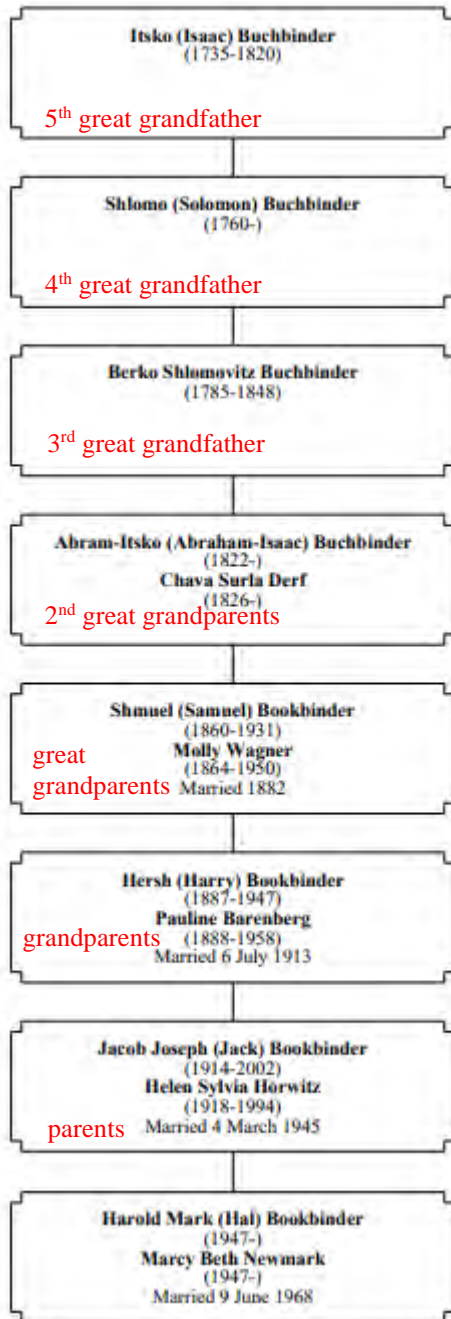 Itsko (Isaac) Buchbinder
(1735-1820)
5th great grandfather
Shlomo (Solomon) Buchbinder
(1760-)
4th great grandfather
Berko Shlomovitz Buchbinder
(1785-1848)
3rd great grandfather
Abram-Itsko (Abraham-Isaac) Buchbinder
(1822-)
Chava Surla Derf
(1826-)
2nd great grandparents
Shmuel (Samuel) Bookbinder
(1860-1931)
Molly Wagner
(1864-1950)
great
grandparents
Married 1882
Hersh (Harry) Bookbinder
(1887-1947)
Pauline Barenberg
grandparents
(1888-1958)
Married 6 July 1913
Jacob Joseph (Jack) Bookbinder
(1914-2002)
Helen Sylvia Horwitz
(1918-1994)
parents
Married 4 March 1945
Harold Mark (Hal) Bookbinder
(1947-)
Marcy Beth Newmark
(1947-)
Married 9 June 1968